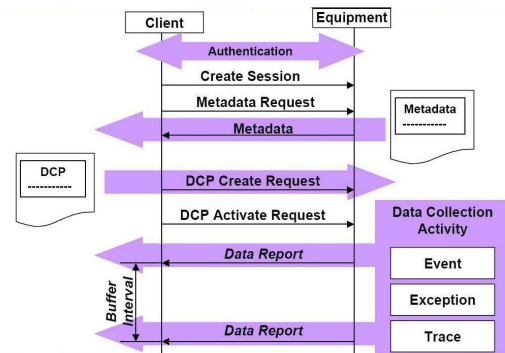 Client
Equipment
Authentication
Create Session
Metadata Request
Metadata
-----------
Metadata
DCP
-----------
DCP Create Request
DCP Activate Request
Data Collection
Activity
Data Report
Event
Buffer
Interval
Exception
Data Report
Trace